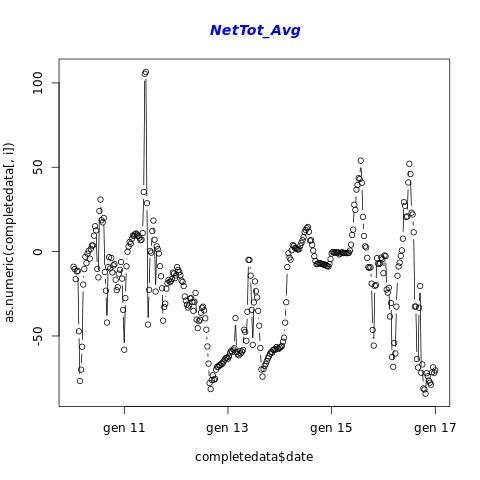 NetTot_Avg
100
50
0
-50
as.numeric(completedata[, i])
gen 11
gen 13
gen 15
gen 17
completedata$date